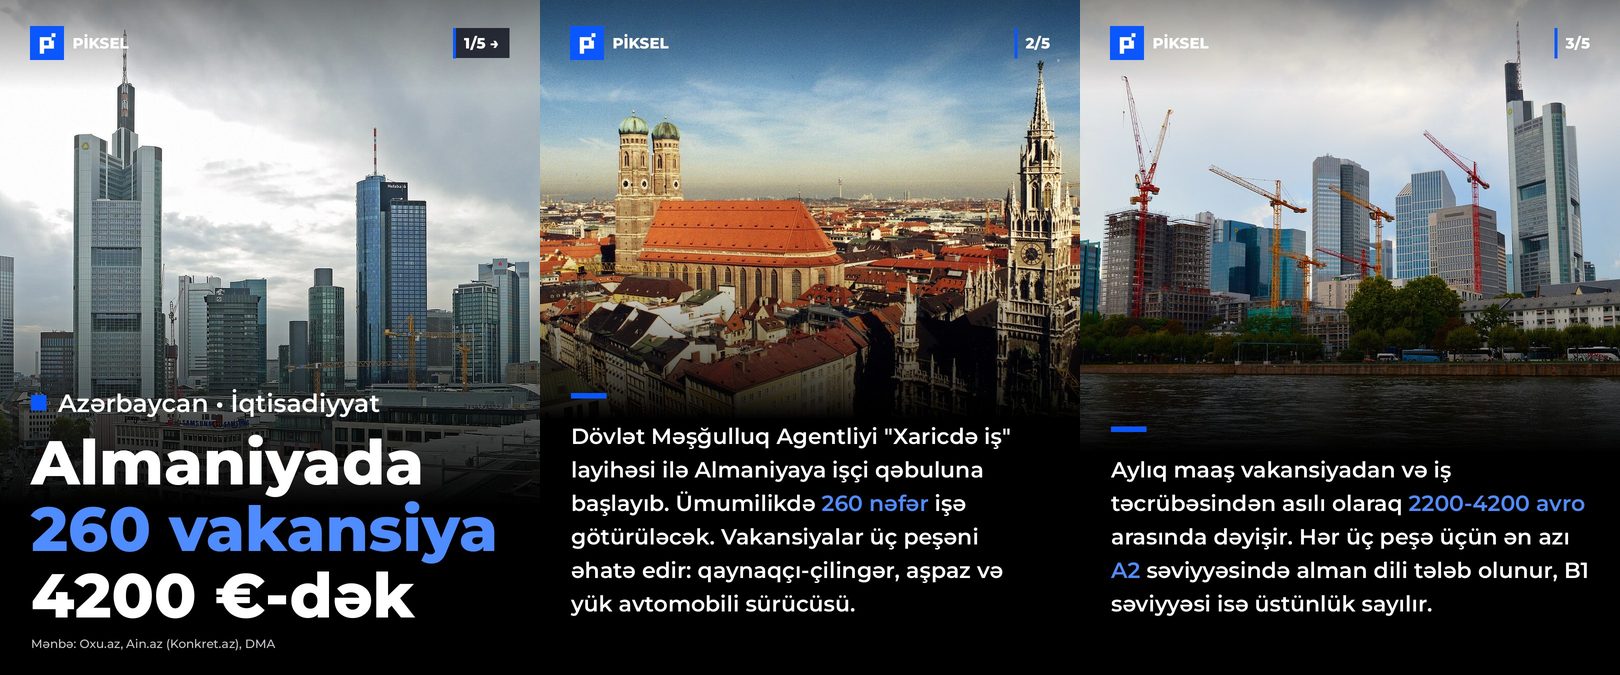 PİKSEL
1/5 →
Azərbaycan • İqtisadiyyat
Almaniyada
260 vakansiya
4200 €-dək
Mənbə: Oxu.az, Ain.az (Konkret.az), DMA
PİKSEL
2/5
Dövlət Məşğulluq Agentliyi "Xaricdə iş"
layihəsi ilə Almaniyaya işçi qəbuluna
başlayıb. Ümumilikdə 260 nəfər işə
götürüləcək. Vakansiyalar üç peşəni
əhatə edir: qaynaqçı-çilingər, aşpaz və
yük avtomobili sürücüsü.
PİKSEL
3/5
Aylıq maaş vakansiyadan və iş
təcrübəsindən asılı olaraq 2200-4200 avro
arasında dəyişir. Hər üç peşə üçün ən azı
A2 səviyyəsində alman dili tələb olunur, B1
səviyyəsi isə üstünlük sayılır.